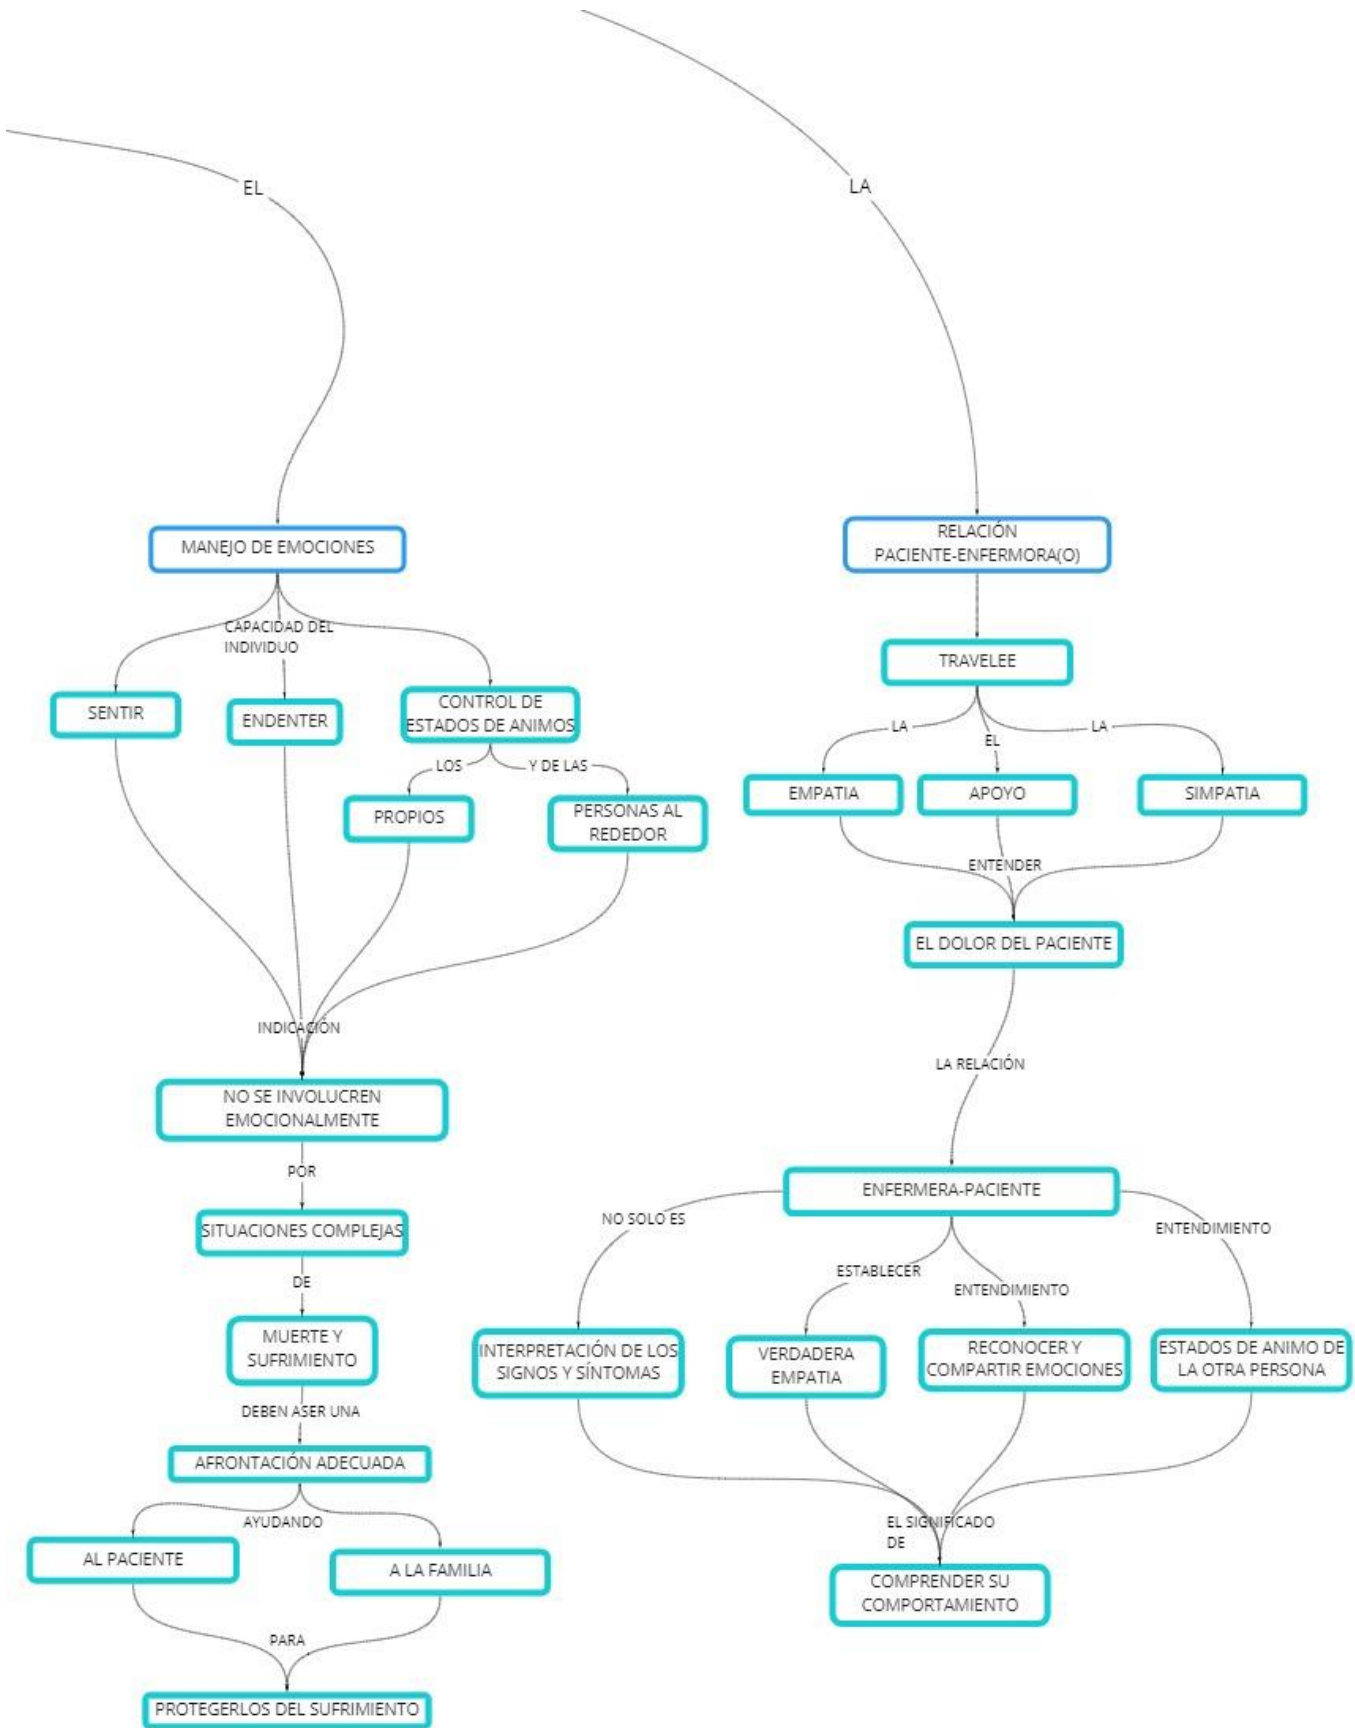 EL
LA
MANEJO DE EMOCIONES
CAPACIDAD DEL
INDIVIDUO
SENTIR
ENDENTER
CONTROL DE
ESTADOS DE ANIMOS
LOS
Y DE LAS
PROPIOS
PERSONAS AL
REDEDOR
INDICACIÓN
NO SE INVOLUCREN
EMOCIONALMENTE
POR
SITUACIONES COMPLEJAS
DE
MUERTE Y
SUFRIMIENTO
DEBEN ASER UNA
AFRONTACIÓN ADECUADA
AYUDANDO
AL PACIENTE
A LA FAMILIA
PARA
PROTEGERLOS DEL SUFRIMIENTO
RELACIÓN
PACIENTE-ENFERMORA(O)
TRAVELEE
LA
EL
LA
EMPATIA
APOYO
SIMPATIA
ENTENDER
EL DOLOR DEL PACIENTE
LA RELACIÓN
ENFERMERA-PACIENTE
NO SOLO ES
ESTABLECER
ENTENDIMIENTO
ENTENDIMIENTO
INTERPRETACIÓN DE LOS
SIGNOS Y SÍNTOMAS
VERDADERA
EMPATIA
RECONOCER Y
COMPARTIR EMOCIONES
ESTADOS DE ANIMO DE
LA OTRA PERSONA
EL SIGNIFICADO
DE
COMPRENDER SU
COMPORTAMIENTO